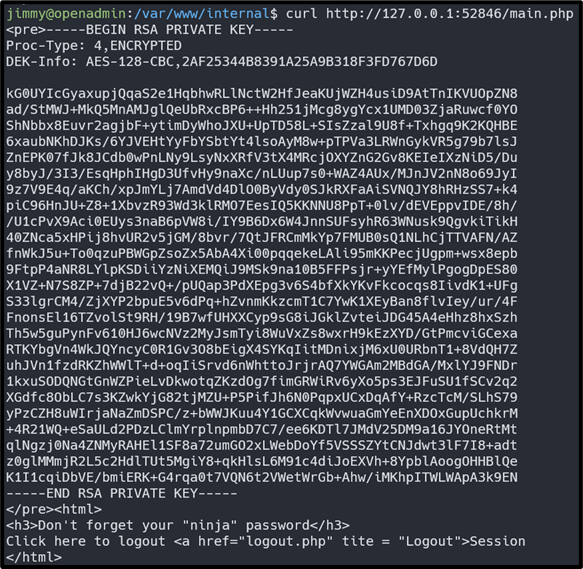 jimmy@openadmin:/var/www/internal$ curl http://127.0.0.1:52846/main.php
<pre>-----BEGIN RSA PRIVATE KEY-----
Proc-Type: 4,ENCRYPTED
DEK-Info: AES-128-CBC,2AF25344B8391A25A9B318F3FD767D6D

kG0UYIcGyaxupjQqaS2e1HqbhwRLlNctW2HfJeaKUjWZH4usiD9AtTnIKVUOpZN8
ad/StMWJ+MkQ5MnAMJglQeUbRxcBP6++Hh251jMcg8ygYcx1UMD03ZjaRuwcf0YO
ShNbbx8Euvr2agjbF+ytimDyWhoJXU+UpTD58L+SIsZzal9U8f+Txhgq9K2KQHBE
6xaubNKhDJKs/6YJVEHtYyFbYSbtYt4lsoAyM8w+pTPVa3LRWnGykVR5g79b7lsJ
ZnEPK07fJk8JCdb0wPnLNy9LsyNxXRfV3tX4MRcjOXYZnG2Gv8KEIeIXzNiD5/Du
y8byJ/3I3/EsqHphIHgD3UfvHy9naXc/nLUup7s0+WAZ4AUx/MJnJV2nN8o69JyI
9z7V9E4q/aKCh/xpJmYLj7AmdVd4DlO0ByVdy0SJkRXFaAiSVNQJY8hRHzSS7+k4
piC96HnJU+Z8+1XbvzR93Wd3klRMO7EesIQ5KKNNU8PpT+0lv/dEVEppvIDE/8h/
/U1cPvX9Aci0EUys3naB6pVW8i/IY9B6Dx6W4JnnSUFsyhR63WNusk9QgvkiTikH
40ZNca5xHPij8hvUR2v5jGM/8bvr/7QtJFRCmMkYp7FMUB0sQ1NLhCjTTVAFN/AZ
fnWkJ5u+To0qzuPBWGpZsoZx5AbA4Xi00pqqekeLAli95mKKPecjUgpm+wsx8epb
9FtpP4aNR8LYlpKSDiiYzNiXEMQiJ9MSk9na10B5FFPsjr+yYEfMylPgogDpES80
X1VZ+N7S8ZP+7djB22vQ+/pUQap3PdXEpg3v6S4bfXkYKvFkcocqs8IivdK1+UFg
S33lgrCM4/ZjXYP2bpuE5v6dPq+hZvnmKkzcmT1C7YwK1XEyBan8flvIey/ur/4F
FnonsEl16TZvolSt9RH/19B7wfUHXXCyp9sG8iJGklZvteiJDG45A4eHhz8hxSzh
Th5w5guPynFv610HJ6wcNVz2MyJsmTyi8WuVxZs8wxrH9kEzXYD/GtPmcviGCexa
RTKYbgVn4WkJQYncyC0R1Gv3O8bEigX4SYKqIitMDnixjM6xU0URbnT1+8VdQH7Z
uhJVn1fzdRKZhWWlT+d+oqIiSrvd6nWhttoJrjrAQ7YWGAm2MBdGA/MxlYJ9FNDr
1kxuSODQNGtGnWZPieLvDkwotqZKzdOg7fimGRWiRv6yXo5ps3EJFuSU1fSCv2q2
XGdfc8ObLC7s3KZwkYjG82tjMZU+P5PifJh6N0PqpxUCxDqAfY+RzcTcM/SLhS79
yPzCZH8uWIrjaNaZmDSPC/z+bWWJKuu4Y1GCXCqkWvwuaGmYeEnXDOxGupUchkrM
+4R21WQ+eSaULd2PDzLClmYrplnpmbD7C7/ee6KDTl7JMdV25DM9a16JYOneRtMt
qlNgzj0Na4ZNMyRAHEl1SF8a72umGO2xLWebDoYf5VSSSZYtCNJdwt3lF7I8+adt
z0glMMmjR2L5c2HdlTUt5MgiY8+qkHlsL6M91c4diJoEXVh+8YpblAoogOHHBlQe
K1I1cqiDbVE/bmiERK+G4rqa0t7VQN6t2VWetWrGb+Ahw/iMKhpITWLWApA3k9EN
-----END RSA PRIVATE KEY-----
</pre><html>
<h3>Don't forget your "ninja" password</h3>
Click here to logout <a href="logout.php" tite = "Logout">Session
</html>